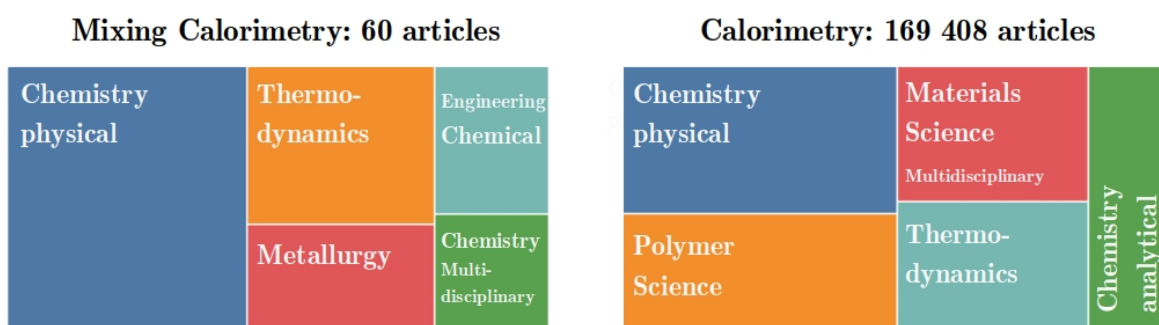 Mixing Calorimetry: 60 articles
Chemistry
physical
Thermo-
dynamics
Metallurgy
Engineering
Chemical
Chemistry
Multi-
disciplinary
Calorimetry: 169 408 articles
Chemistry
physical
Polymer
Science
Materials
Science
Multidisciplinary
Thermo-
dynamics
Chemistry
analytical